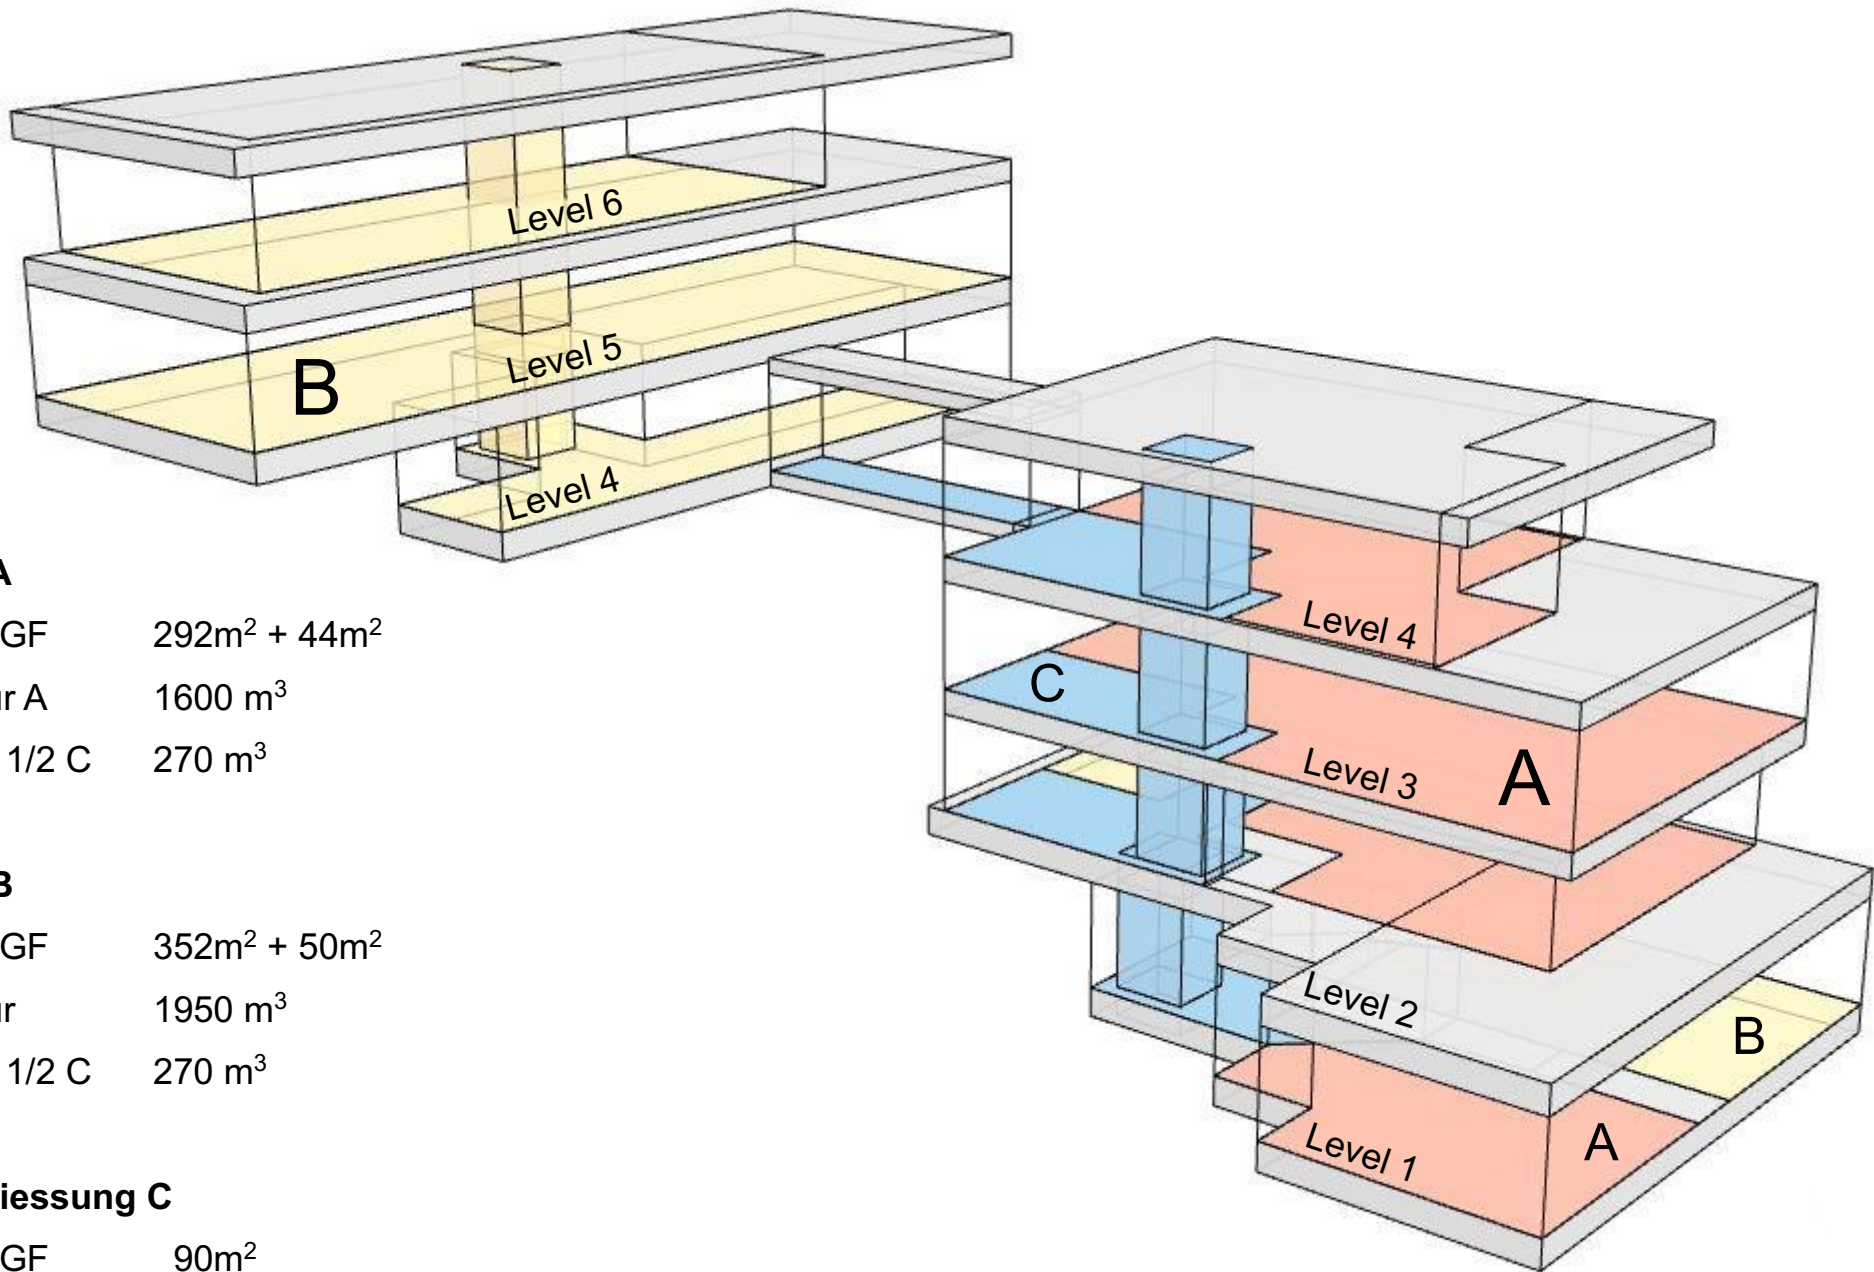 Level 6
Level 5
B
Level 4
A
GF 292m² + 44m²
r A 1600 m³
1/2 C 270 m³
B
GF 352m² + 50m²
r 1950 m³
1/2 C 270 m³
iessung C
GF 90m²
Level 4
C
Level 3
A
Level 2
B
A
Level 1